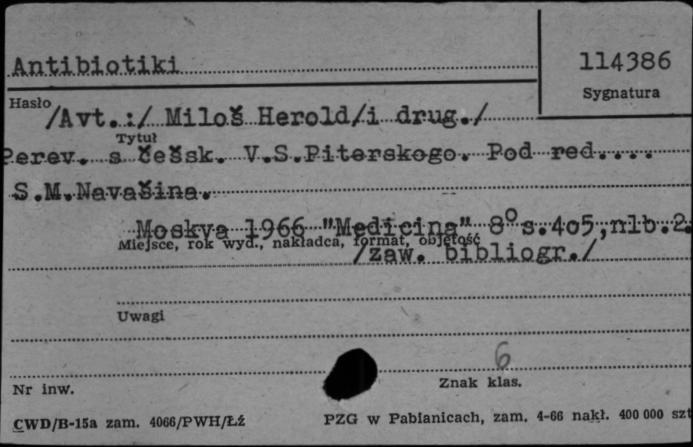 Antibiotiki
114386
Sygnatura
Hasło
/Avt.:/ Miloš Herold/i drug./
Tytuł
Perev. s češsk. V.S.Piterskogo. Pod red....
S.M.Navašina.
Moskva 1966 "Medicina" 8° s.405,nlb.2.
Miejsce, rok wyd., nakładca, format, objętość
/zaw. bibliogr./
Uwagi
6
Nr inw.
Znak klas.
CWD/B-15a zam. 4066/PWH/Łź
PZG w Pabianicach, zam. 4-66 nakł. 400 000 szt